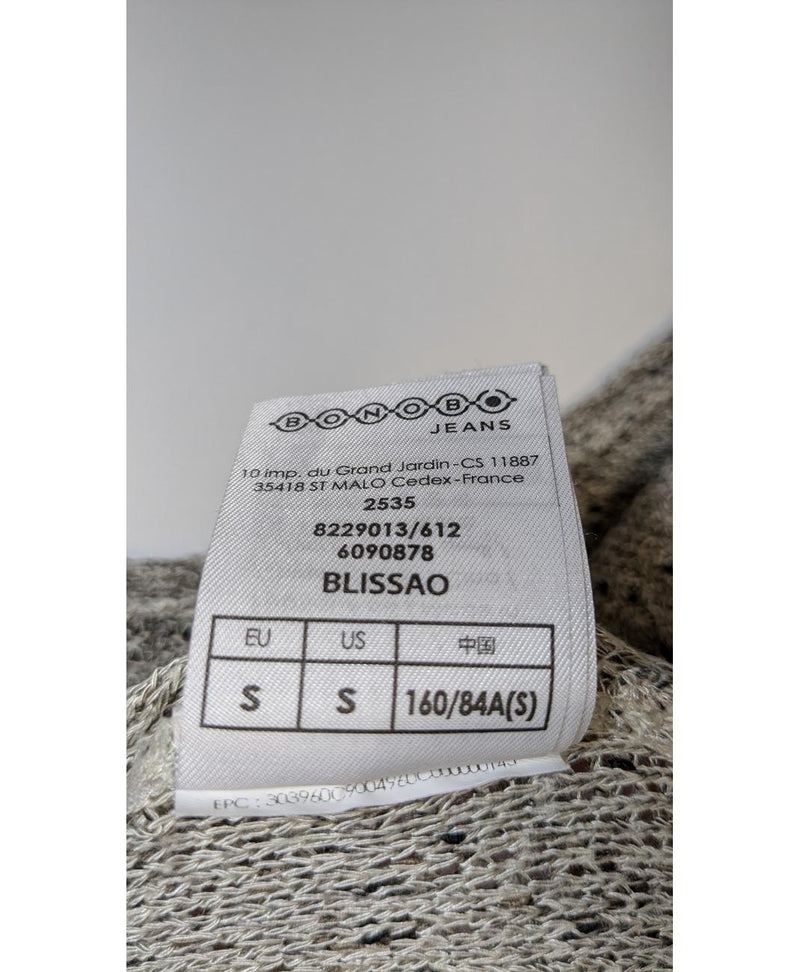 BONOBO
JEANS
10 imp. du Grand Jardin-CS 11887
35418 ST MALO Cedex-France
2535
8229013/612
6090878
BLISSAO
EU US 中国
S S 160/84A(S)
EPC :